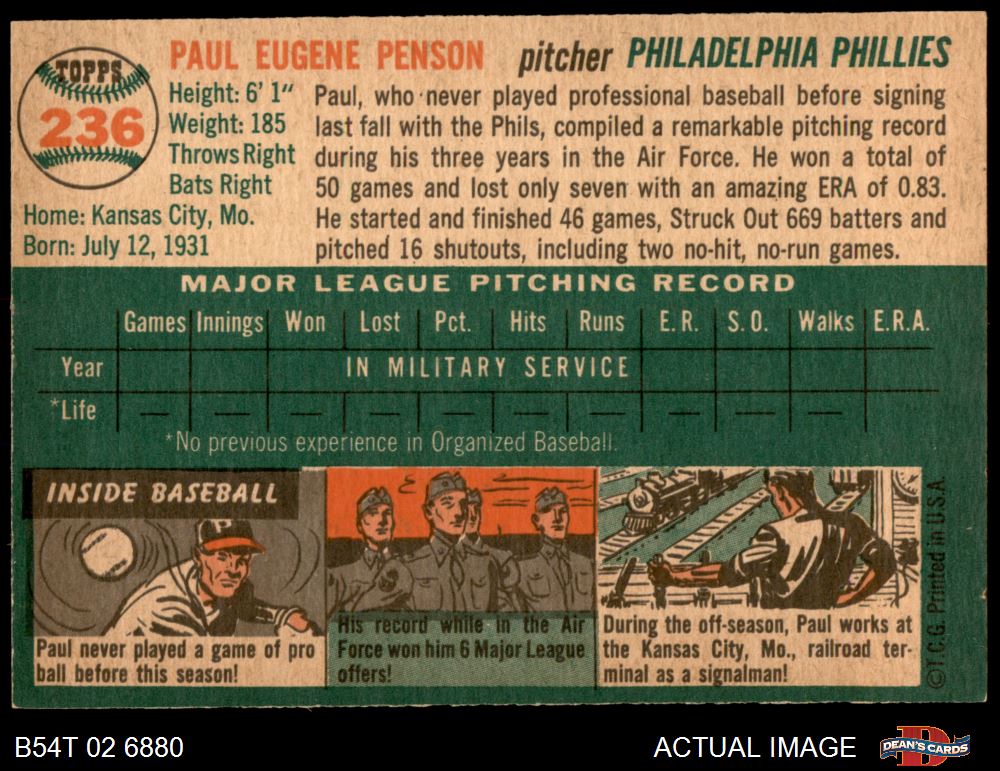 TOPPS
236
PAUL EUGENE PENSON pitcher PHILADELPHIA PHILLIES
Height: 6' 1"
Weight: 185
Throws Right
Bats Right
Home: Kansas City, Mo.
Born: July 12, 1931
Paul, who never played professional baseball before signing
last fall with the Phils, compiled a remarkable pitching record
during his three years in the Air Force. He won a total of
50 games and lost only seven with an amazing ERA of 0.83.
He started and finished 46 games, Struck Out 669 batters and
pitched 16 shutouts, including two no-hit, no-run games.
MAJOR LEAGUE PITCHING RECORD
Games Innings Won Lost Pct. Hits Runs E.R. S.O. Walks E.R.A.
Year IN MILITARY SERVICE
*Life — — — — — — — — — —
*No previous experience in Organized Baseball.
INSIDE BASEBALL
P
Paul never played a game of pro
ball before this season!
His record while in the Air
Force won him 6 Major League
offers!
During the off-season, Paul works at
the Kansas City, Mo., railroad ter-
minal as a signalman!
©T.C.G. Printed in U.S.A.
B54T 02 6880
ACTUAL IMAGE
D
DEAN'S CARDS